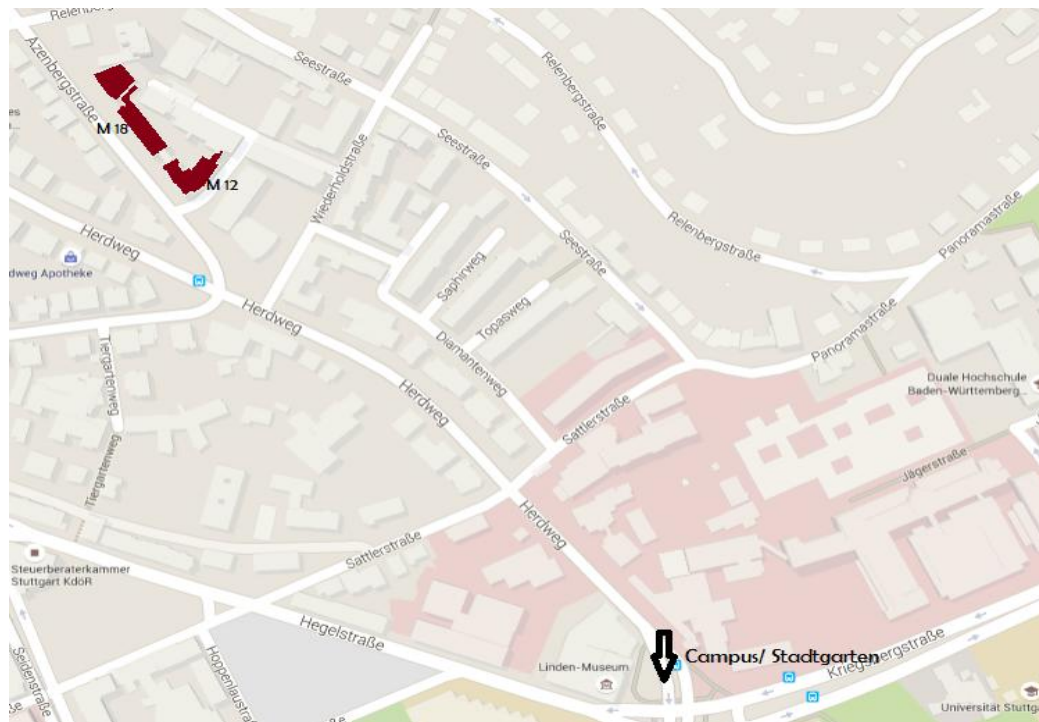 Relenbergstraße
Azenbergstraße
Seestraße
Relenbergstraße
M 18
M 12
Wiederholdstraße
Seestraße
Panoramastraße
Relenbergstraße
Herdweg
dweg Apotheke
Saphirweg
Seestraße
Herdweg
Topasweg
Tiergartenweg
Diamantenweg
Panoramastraße
Herdweg
Duale Hochschule
Baden-Württemberg...
Sattlerstraße
Tiergartenweg
Jägerstraße
Herdweg
Sattlerstraße
Steuerberaterkammer
Stuttgart KdöR
Hegelstraße
Seidenstraße
Hoppenlaustraße
Linden-Museum
Campus/ Stadtgarten
Kriegsbergstraße
Universität Stuttg